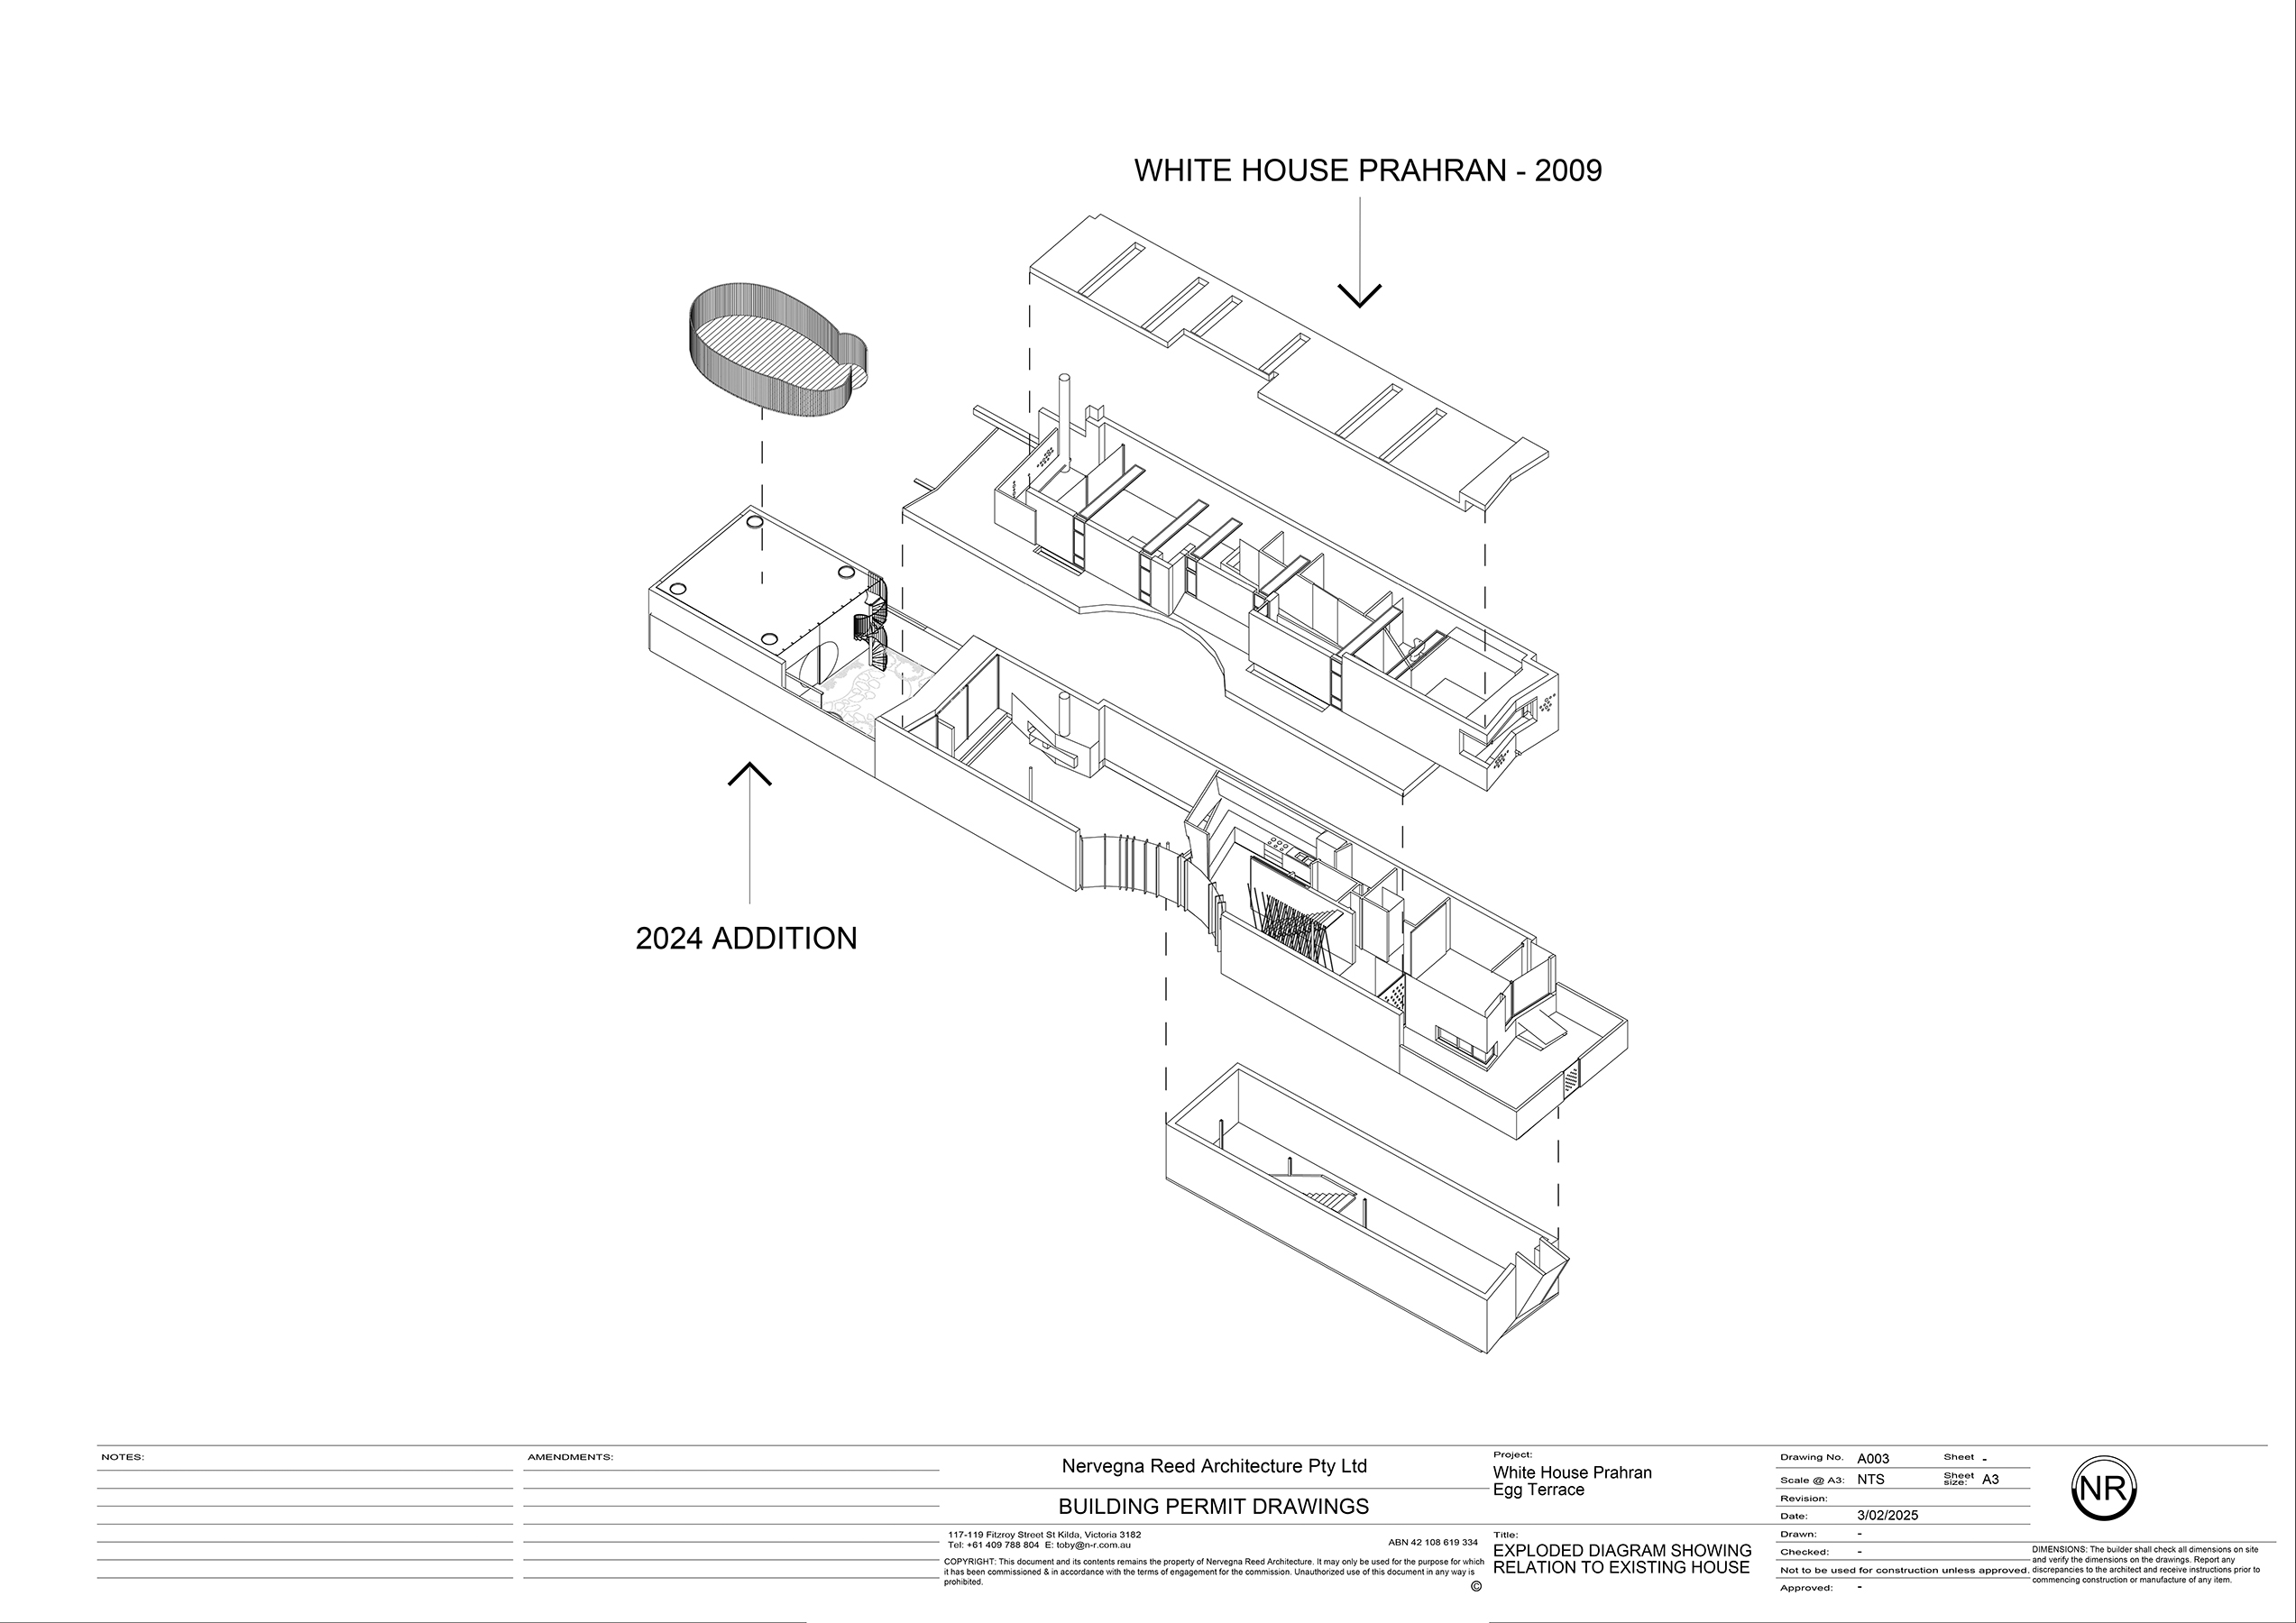 WHITE HOUSE PRAHRAN - 2009
2024 ADDITION
NOTES:
AMENDMENTS:
Nervegna Reed Architecture Pty Ltd
BUILDING PERMIT DRAWINGS
117-119 Fitzroy Street St Kilda, Victoria 3182
Tel: +61 409 788 804 E: toby@n-r.com.au
ABN 42 108 619 334
COPYRIGHT: This document and its contents remains the property of Nervegna Reed Architecture. It may only be used for the purpose for which
it has been commissioned & in accordance with the terms of engagement for the commission. Unauthorized use of this document in any way is
prohibited.
©
Project:
White House Prahran
Egg Terrace
Title:
EXPLODED DIAGRAM SHOWING
RELATION TO EXISTING HOUSE
Drawing No. A003 Sheet -
Scale @ A3: NTS Sheet size: A3
Revision:
Date: 3/02/2025
Drawn: -
Checked: -
Not to be used for construction unless approved.
Approved: -
NR
DIMENSIONS: The builder shall check all dimensions on site
and verify the dimensions on the drawings. Report any
discrepancies to the architect and receive instructions prior to
commencing construction or manufacture of any item.